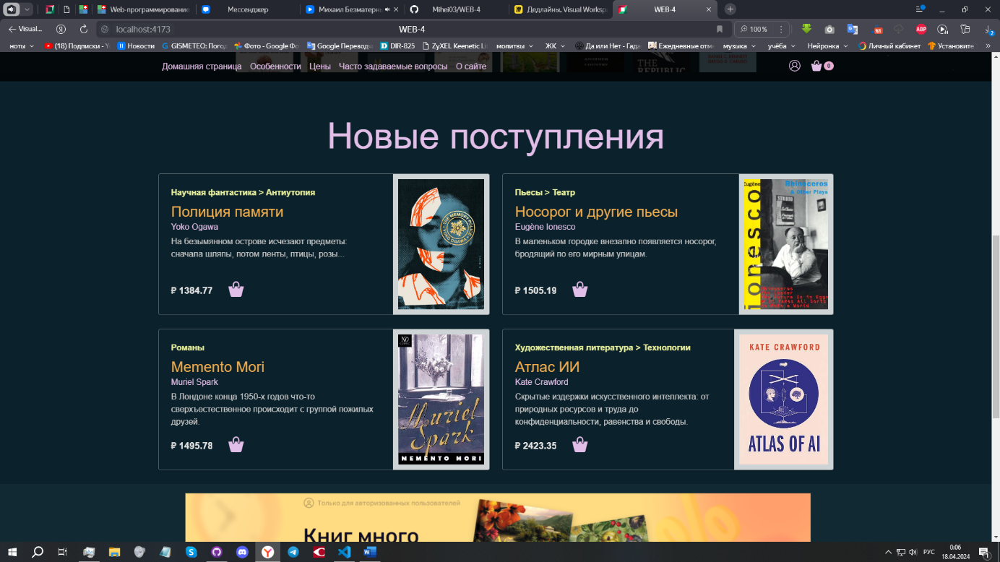 Web-программирование
Мессенджер
Михаил Безматерны
Mihei03/WEB-4
Дедлайны, Visual Worksp
WEB-4
Visual...
localhost:4173
WEB-4
100%
ABP
2
ноты
(18) Подписки - Yo
Новости
GISMETEO: Погод
Фото - Google Фо
Google Переводч
DIR-825
ZyXEL Keenetic Li
молитвы
ЖК
Да или Нет - Гада
Ежедневные отм
музыка
учёба
Нейронка
Личный кабинет
Установите
THE
REPUBLIC
Домашняя страница
Особенности
Цены
Часто задаваемые вопросы
О сайте
0
Новые поступления
Научная фантастика > Антиутопия
Полиция памяти
Yoko Ogawa
На безымянном острове исчезают предметы:
сначала шляпы, потом ленты, птицы, розы...
₽ 1384.77
THE MEMORY POLICE
YOKO OGAWA
Пьесы > Театр
Носорог и другие пьесы
Eugène Ionesco
В маленьком городке внезапно появляется носорог,
бродящий по его мирным улицам.
₽ 1505.19
Eugène
Rhinoceros
& Other Plays
ionesco
Романы
Memento Mori
Muriel Spark
В Лондоне конца 1950-х годов что-то
сверхъестественное происходит с группой пожилых
друзей.
₽ 1495.78
Muriel
Spark
MEMENTO MORI
Художественная литература > Технологии
Атлас ИИ
Kate Crawford
Скрытые издержки искусственного интеллекта: от
природных ресурсов и труда до
конфиденциальности, равенства и свободы.
₽ 2423.35
KATE CRAWFORD
ATLAS OF AI
Только для авторизованных пользователей
Книг много
РУС
0:06
18.04.2024
1